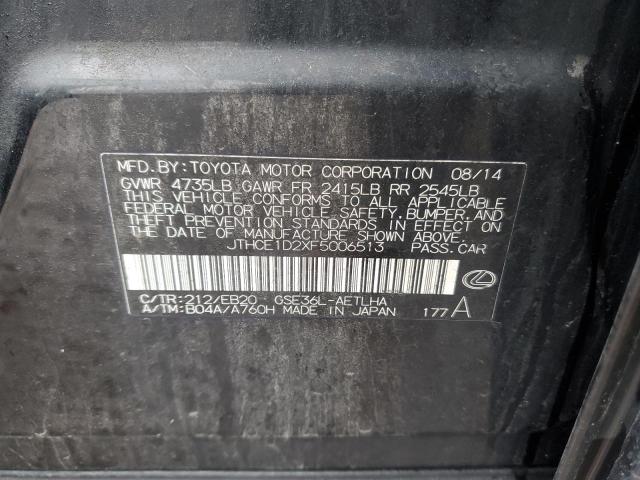 MFD.BY:TOYOTA MOTOR CORPORATION 08/14
GVWR 4735LB GAWR FR 2415LB RR 2545LB
THIS VEHICLE CONFORMS TO ALL APPLICABLE
FEDERAL MOTOR VEHICLE SAFETY, BUMPER, AND
THEFT PREVENTION STANDARDS IN EFFECT ON
THE DATE OF MANUFACTURE SHOWN ABOVE.
JTHCE1D2XF5006513 PASS.CAR
C/TR:212/EB20 GSE36L-AETLHA
A/TM:B04A/A760H MADE IN JAPAN 177 A